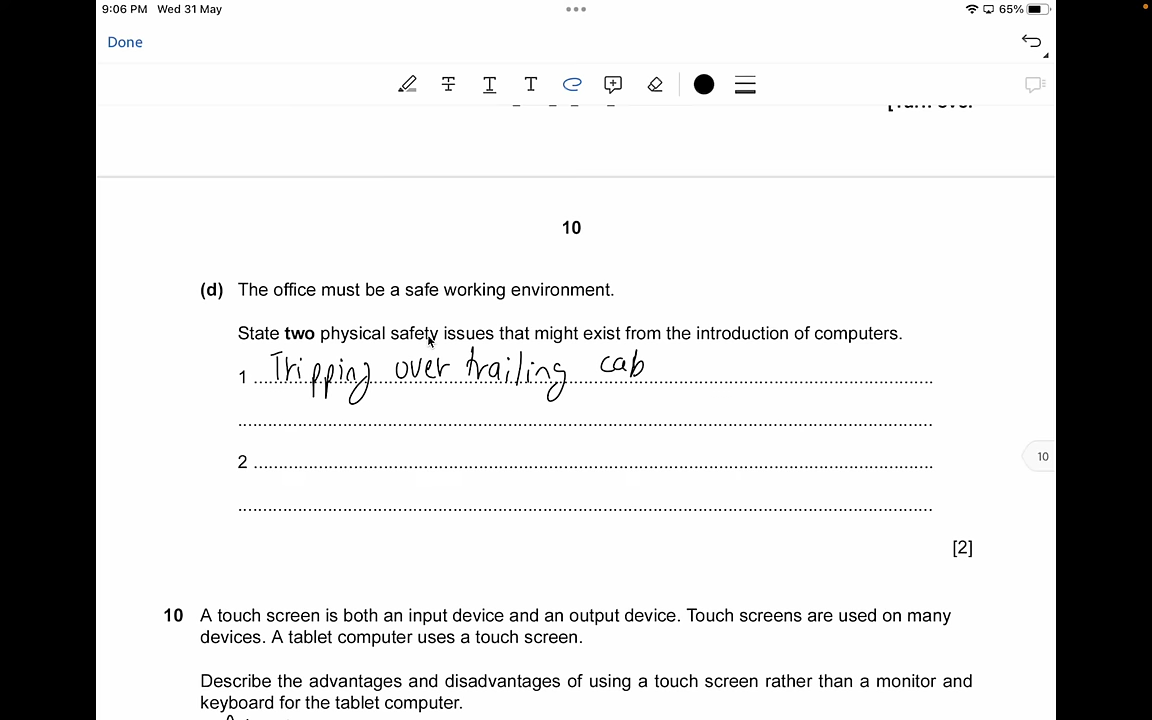 9:06 PM Wed 31 May
65%
Done
10
(d) The office must be a safe working environment.
State two physical safety issues that might exist from the introduction of computers.
1 Tripping over trailing cab
2
[2]
10
10 A touch screen is both an input device and an output device. Touch screens are used on many
devices. A tablet computer uses a touch screen.
Describe the advantages and disadvantages of using a touch screen rather than a monitor and
keyboard for the tablet computer.